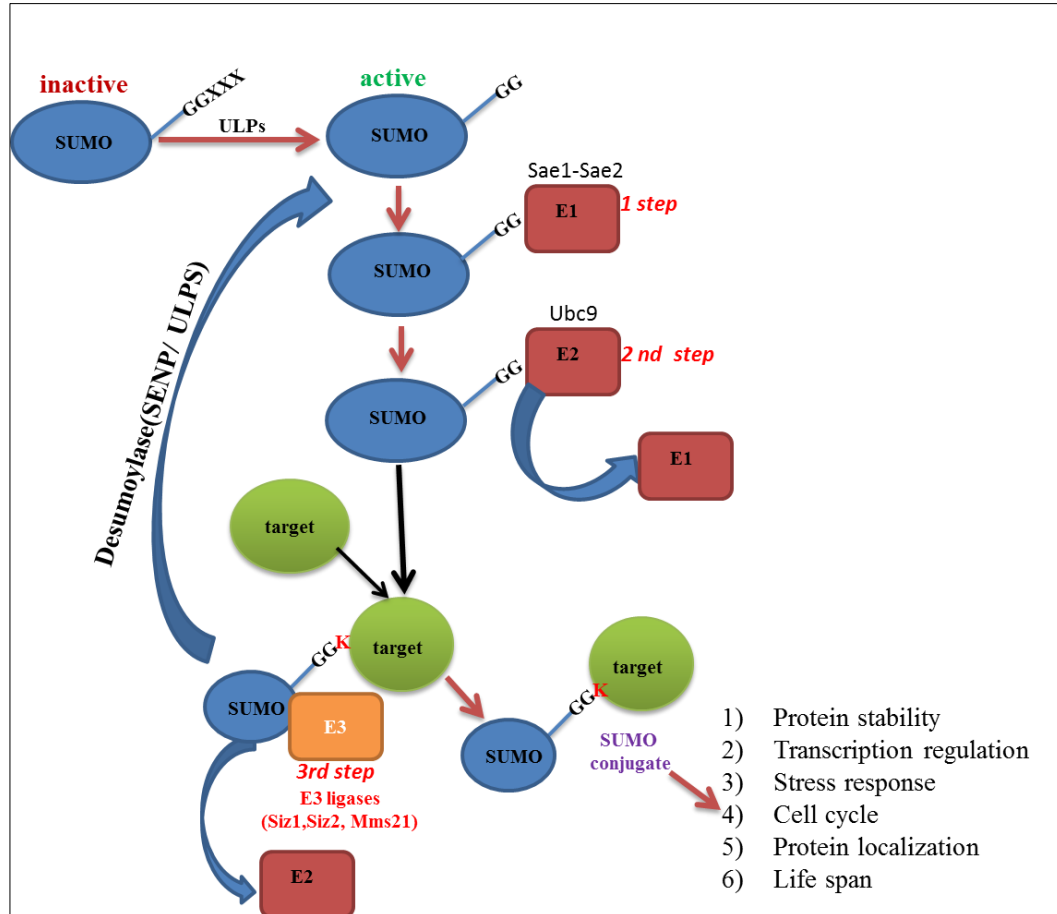 inactive
GGXXX
SUMO
ULPs
active
GG
SUMO
Sae1-Sae2
E1
1 step
GG
SUMO
Ubc9
E2
2 nd  step
GG
SUMO
E1
Desumoylase(SENP/ ULPS)
target
target
GGK
SUMO
E3
3rd step
E3 ligases
(Siz1,Siz2, Mms21)
E2
target
GGK
SUMO
SUMO
conjugate
1) Protein stability
2) Transcription regulation
3) Stress response
4) Cell cycle
5) Protein localization
6) Life span